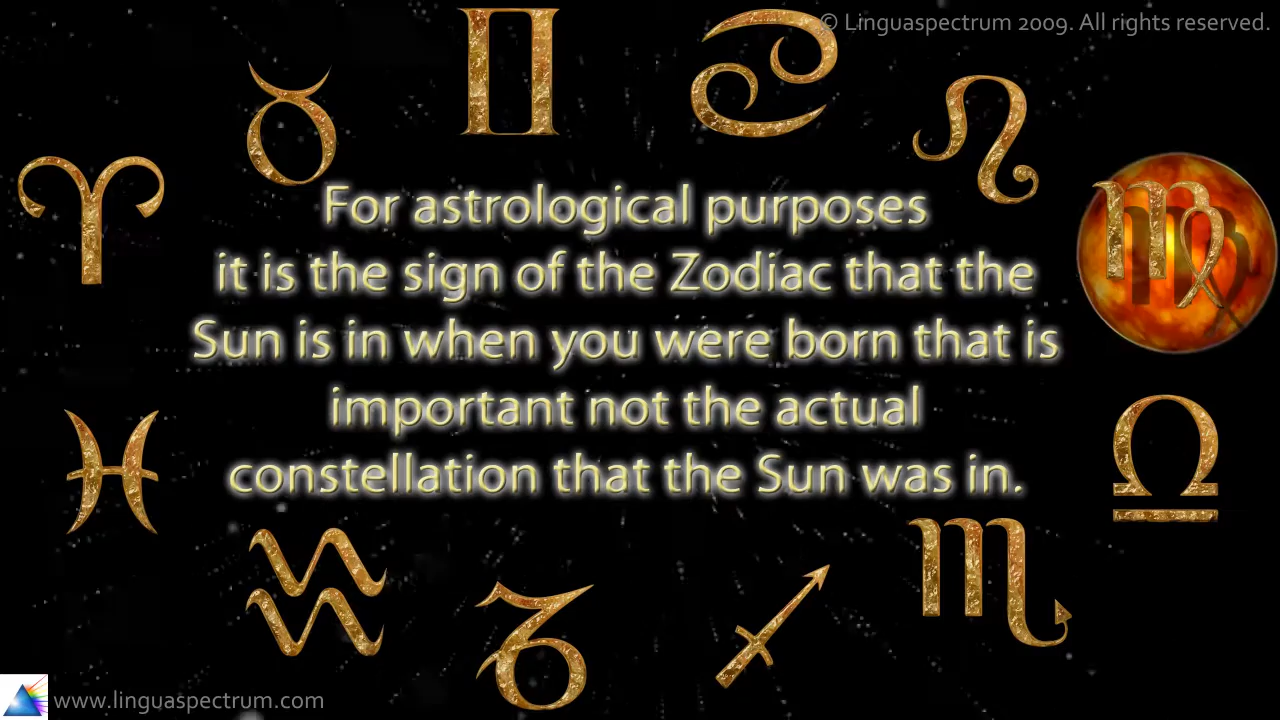 © Linguaspectrum 2009. All rights reserved.
For astrological purposes
it is the sign of the Zodiac that the
Sun is in when you were born that is
important not the actual
constellation that the Sun was in.
www.linguaspectrum.com